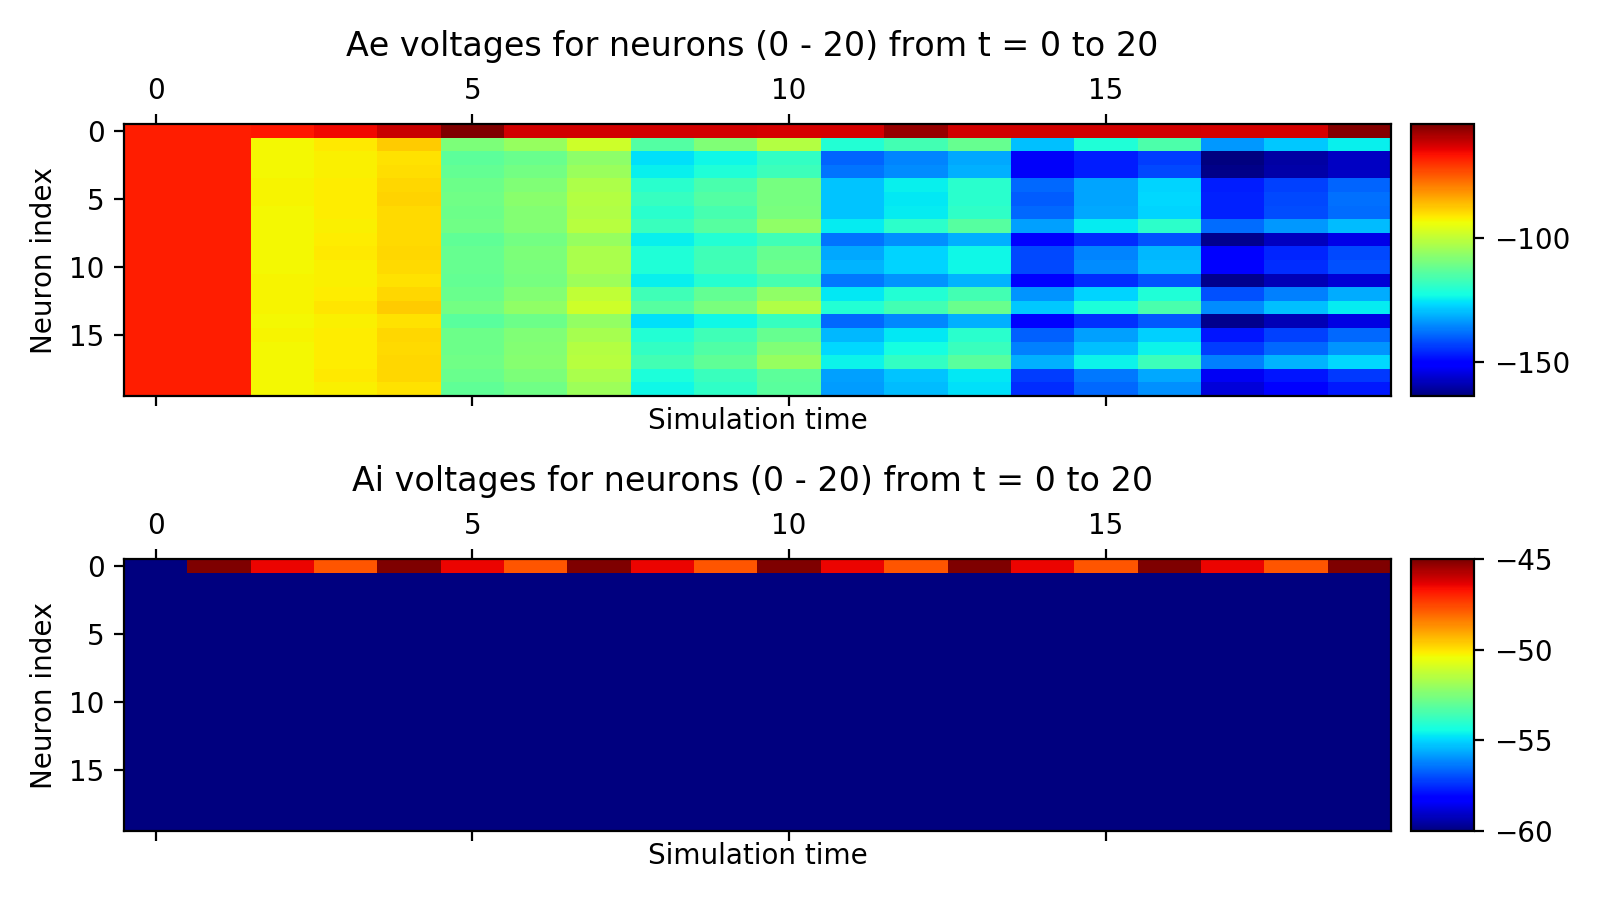 Ae voltages for neurons (0 - 20) from t = 0 to 20
0 5 10 15
0
5
10
15
Neuron index
Simulation time
−100
−150
Ai voltages for neurons (0 - 20) from t = 0 to 20
0 5 10 15
0
5
10
15
Neuron index
Simulation time
−45
−50
−55
−60